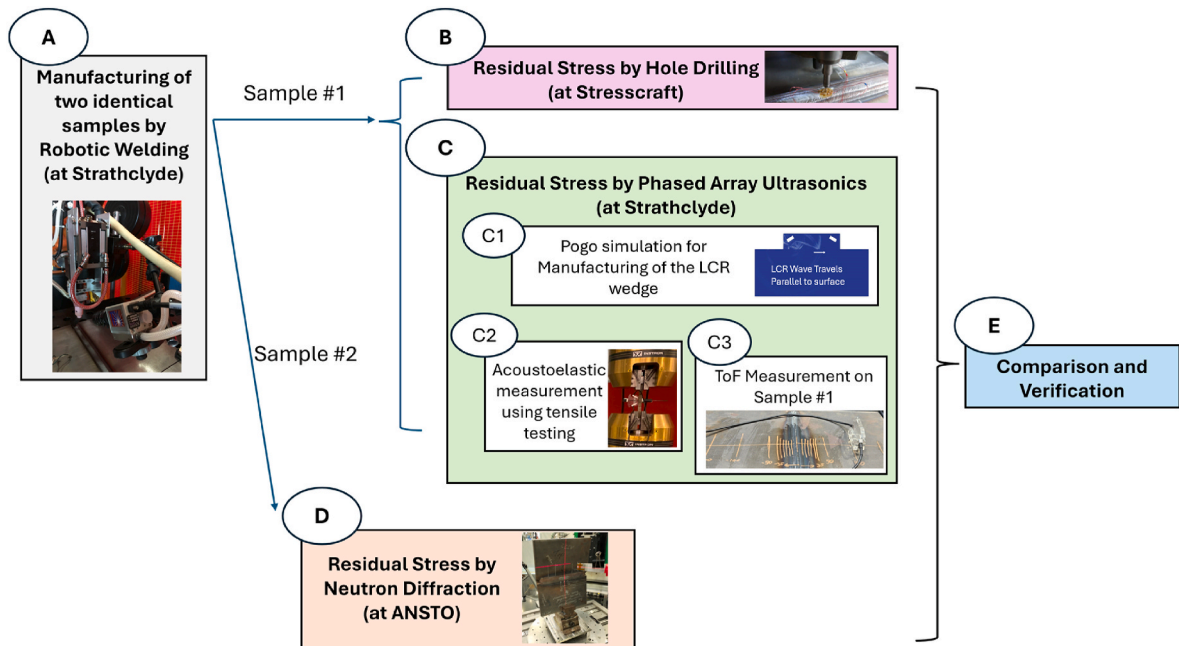 A
Manufacturing of
two identical
samples by
Robotic Welding
(at Strathclyde)
Sample #1
Sample #2
B
Residual Stress by Hole Drilling
(at Stresscraft)
C
Residual Stress by Phased Array Ultrasonics
(at Strathclyde)
C1
Pogo simulation for
Manufacturing of the LCR
wedge
LCR Wave Travels
Parallel to surface
C2
Acoustoelastic
measurement
using tensile
testing
C3
ToF Measurement on
Sample #1
D
Residual Stress by
Neutron Diffraction
(at ANSTO)
E
Comparison and
Verification